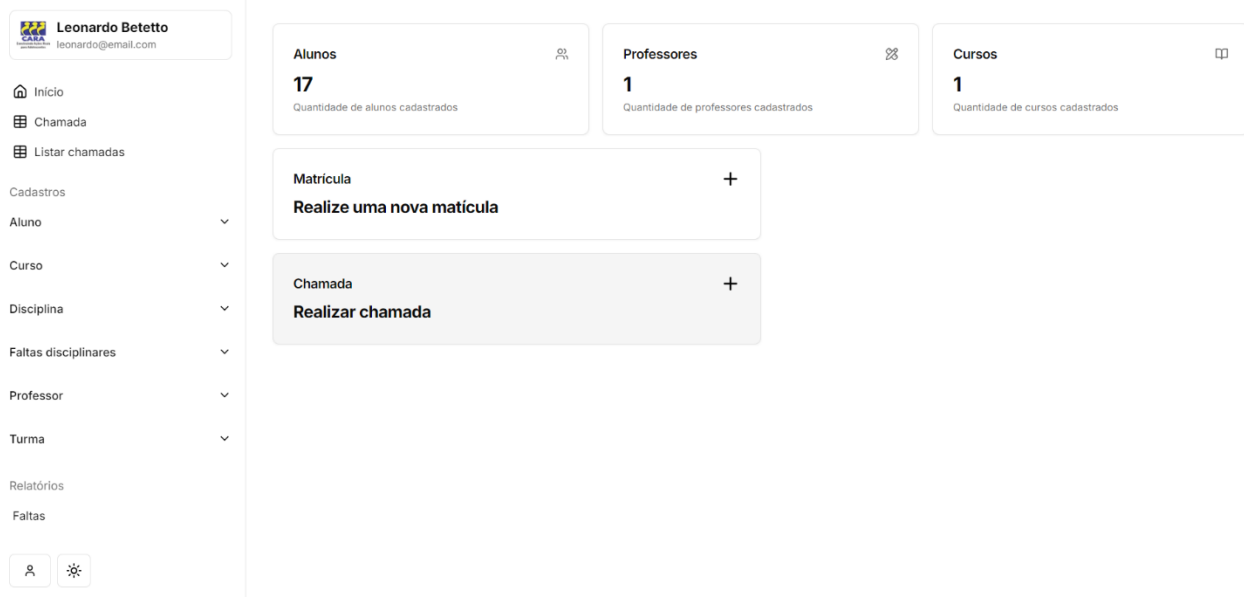 Leonardo Betetto
CARA
leonardo@email.com
Início
Chamada
Listar chamadas
Cadastros
Aluno
Curso
Disciplina
Faltas disciplinares
Professor
Turma
Relatórios
Faltas
Alunos
17
Quantidade de alunos cadastrados
Professores
1
Quantidade de professores cadastrados
Cursos
1
Quantidade de cursos cadastrados
Matrícula
Realize uma nova matícula
Chamada
Realizar chamada